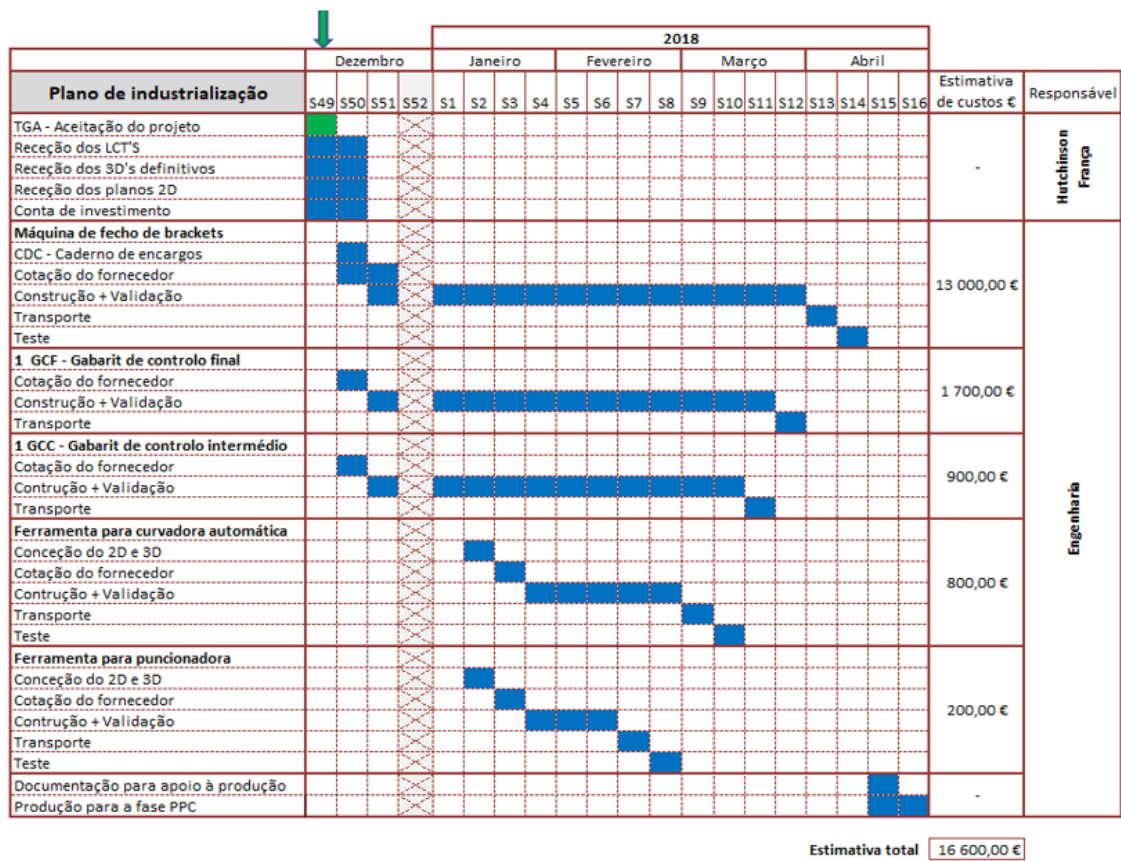 2018
Dezembro Janeiro Fevereiro Março Abril
Plano de industrialização S49 S50 S51 S52 S1 S2 S3 S4 S5 S6 S7 S8 S9 S10 S11 S12 S13 S14 S15 S16 Estimativa de custos € Responsável
TGA - Aceitação do projeto
Receção dos LCT'S
Receção dos 3D's definitivos
Receção dos planos 2D
Conta de investimento
-
Hutchinson França
Máquina de fecho de brackets
CDC - Caderno de encargos
Cotação do fornecedor
Construção + Validação
Transporte
Teste
13 000,00 €
1 GCF - Gabarit de controlo final
Cotação do fornecedor
Construção + Validação
Transporte
1 700,00 €
1 GCC - Gabarit de controlo intermédio
Cotação do fornecedor
Contrução + Validação
Transporte
900,00 €
Engenharia
Ferramenta para curvadora automática
Conceção do 2D e 3D
Cotação do fornecedor
Contrução + Validação
Transporte
Teste
800,00 €
Ferramenta para puncionadora
Conceção do 2D e 3D
Cotação do fornecedor
Contrução + Validação
Transporte
Teste
200,00 €
Documentação para apoio à produção
Produção para a fase PPC
-
Estimativa total 16 600,00 €